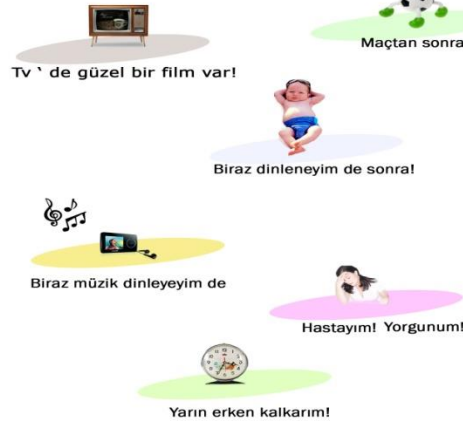 Maçtan sonra
Tv ' de güzel bir film var!
Biraz dinleneyim de sonra!
Biraz müzik dinleyeyim de
Hastayım! Yorgunum!
Yarın erken kalkarım!